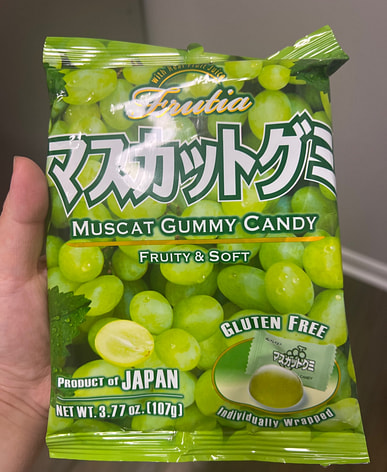 Frutia
マスカットグミ
MUSCAT GUMMY CANDY
FRUITY & SOFT
GLUTEN FREE
マスカットグミ
CANDY
Individually Wrapped
PRODUCT OF JAPAN
NET WT. 3.77 oz. (107g)